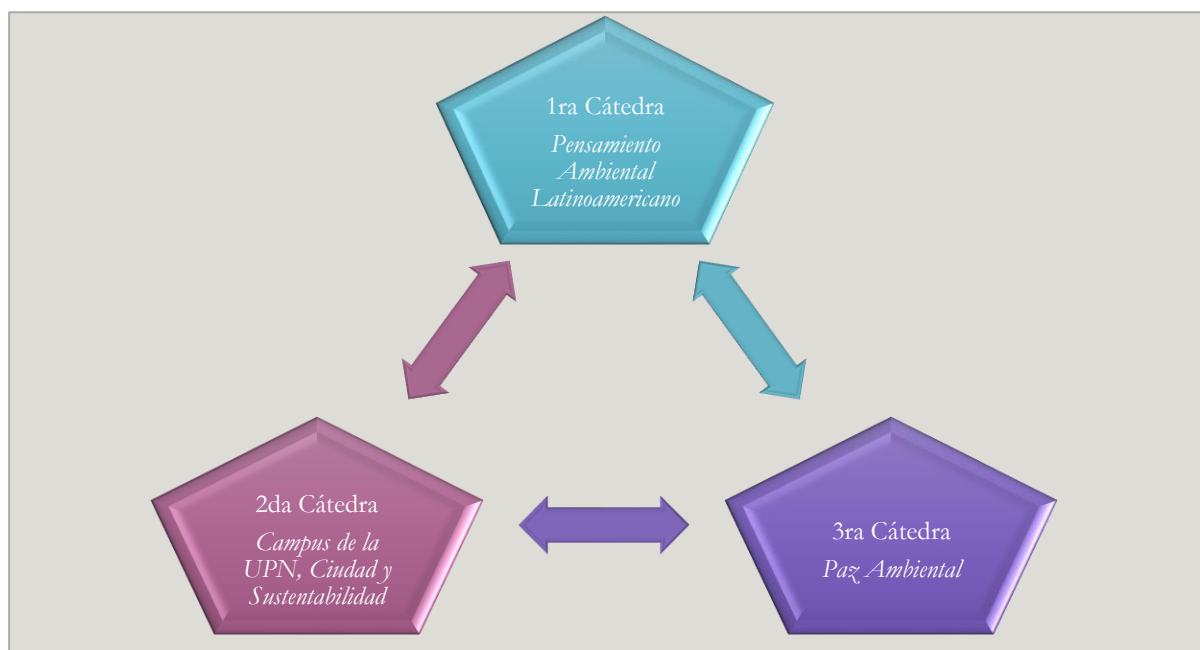 1ra Cátedra
Pensamiento
Ambiental
Latinoamericano
2da Cátedra
Campus de la
UPN, Ciudad y
Sustentabilidad
3ra Cátedra
Paz Ambiental